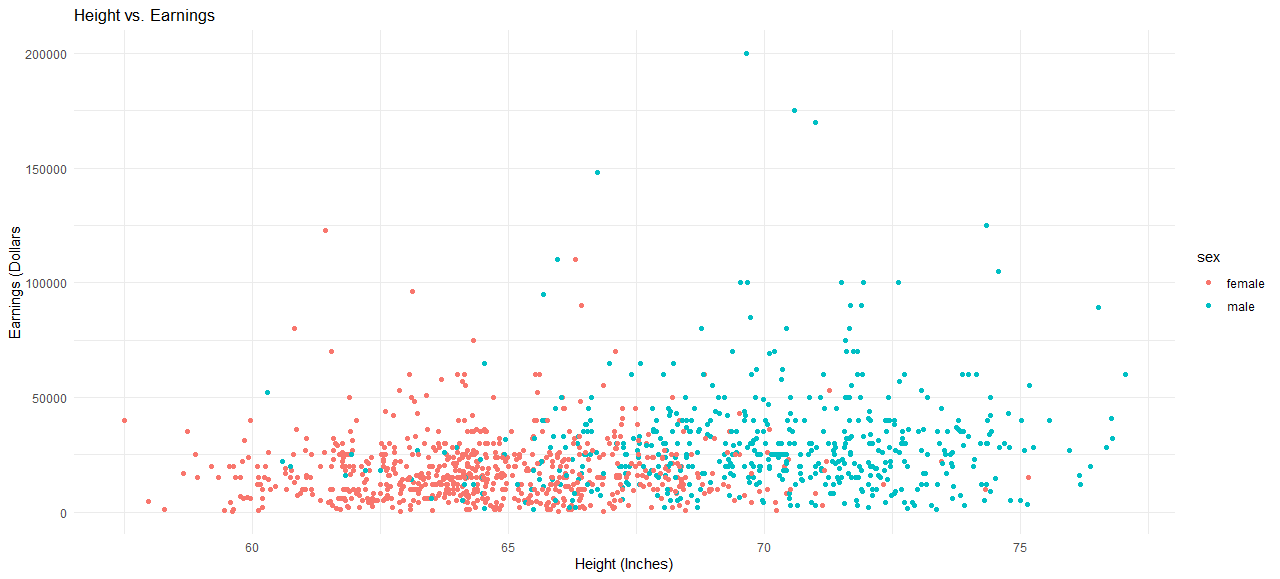 Height vs. Earnings
200000
150000
100000
50000
0
Earnings (Dollars
60 65 70 75
Height (Inches)
sex
female
male